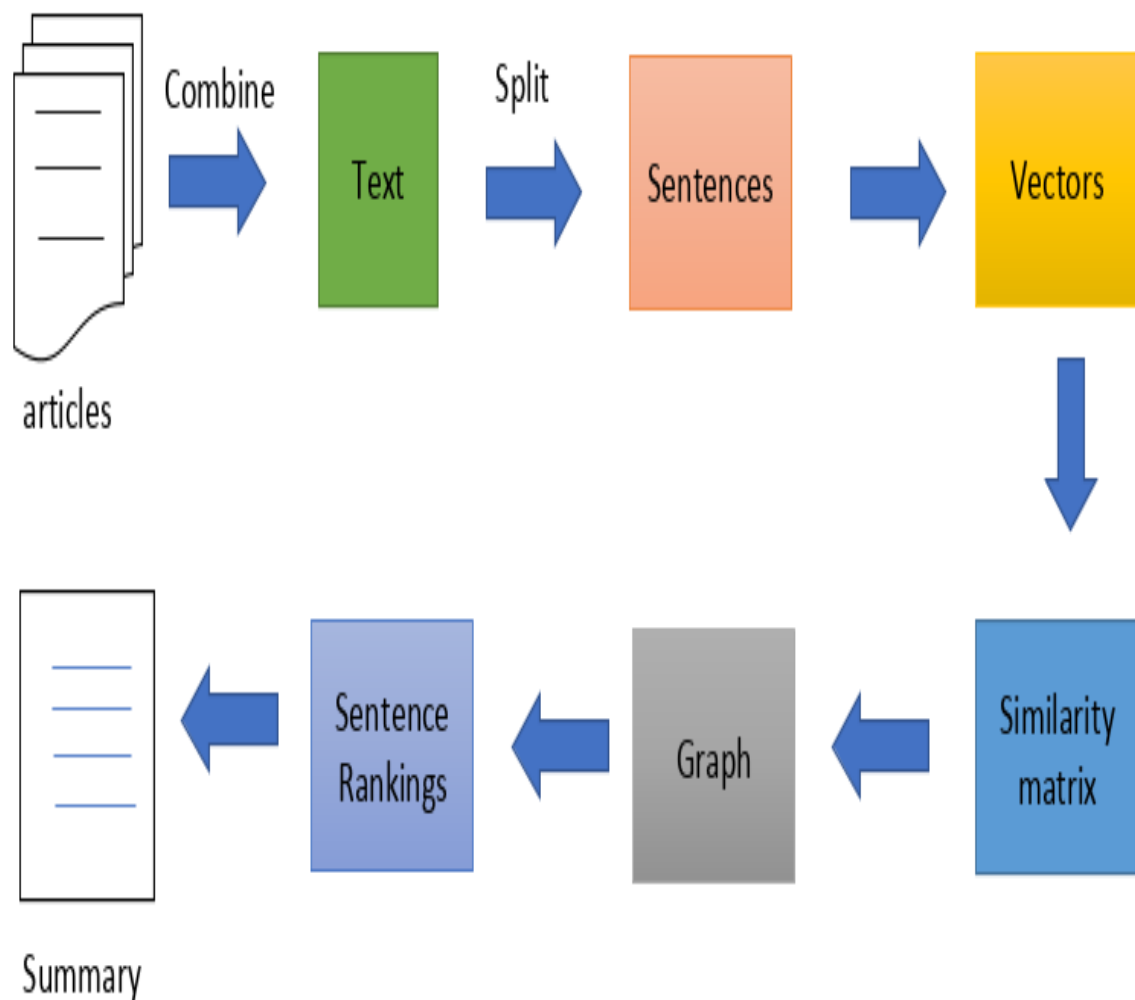 Combine
Text
Split
Sentences
Vectors
articles
Similarity
matrix
Graph
Sentence
Rankings
Summary